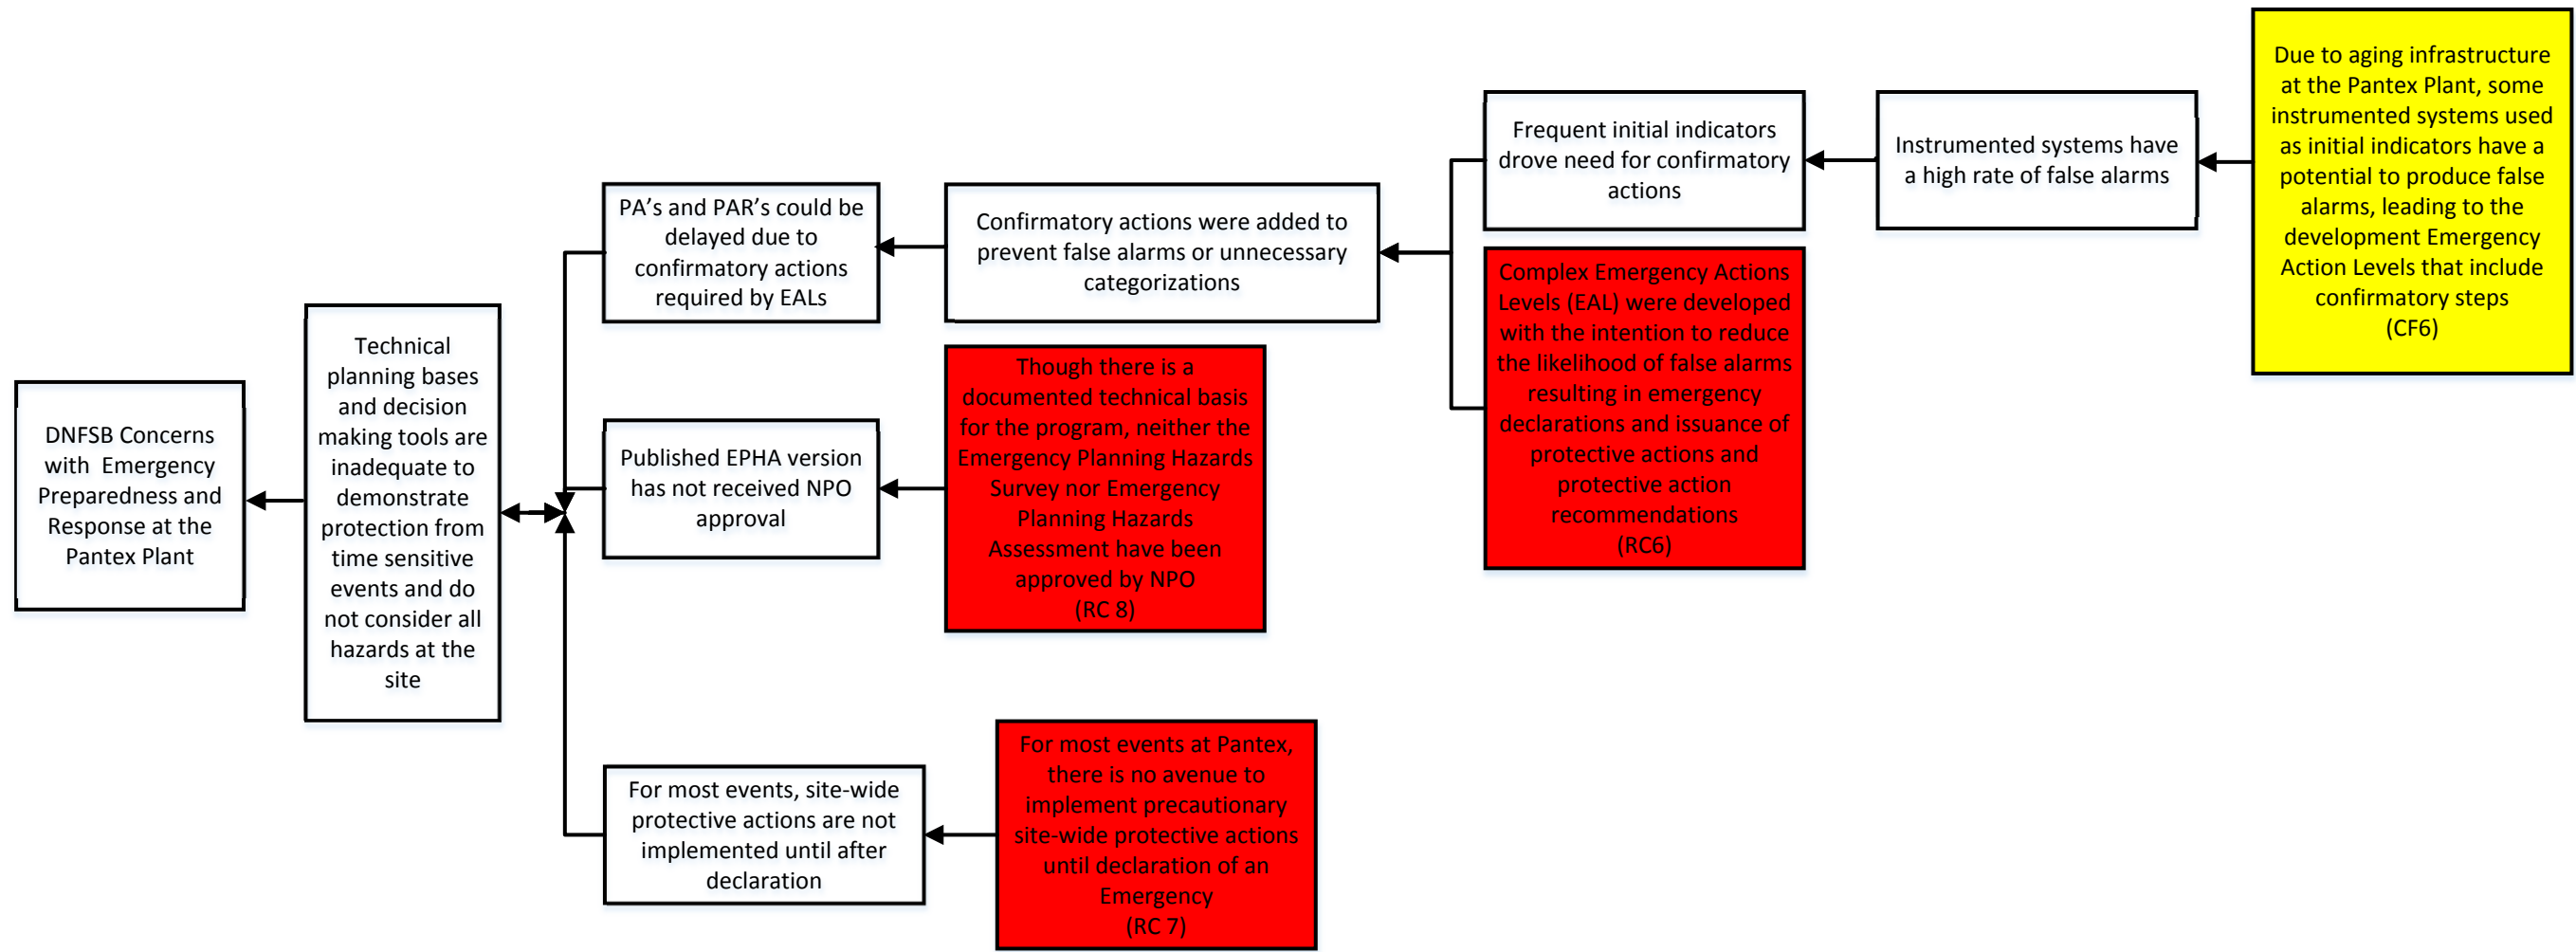 DNFSB Concerns
with Emergency
Preparedness and
Response at the
Pantex Plant
Technical
planning bases
and decision
making tools are
inadequate to
demonstrate
protection from
time sensitive
events and do
not consider all
hazards at the
site
PA's and PAR's could be
delayed due to
confirmatory actions
required by EALs
Published EPHA version
has not received NPO
approval
For most events, site-wide
protective actions are not
implemented until after
declaration
Confirmatory actions were added to
prevent false alarms or unnecessary
categorizations
Though there is a
documented technical basis
for the program, neither the
Emergency Planning Hazards
Survey nor Emergency
Planning Hazards
Assessment have been
approved by NPO
(RC 8)
For most events at Pantex,
there is no avenue to
implement precautionary
site-wide protective actions
until declaration of an
Emergency
(RC 7)
Frequent initial indicators
drove need for confirmatory
actions
Complex Emergency Actions
Levels (EAL) were developed
with the intention to reduce
the likelihood of false alarms
resulting in emergency
declarations and issuance of
protective actions and
protective action
recommendations
(RC6)
Instrumented systems have
a high rate of false alarms
Due to aging infrastructure
at the Pantex Plant, some
instrumented systems used
as initial indicators have a
potential to produce false
alarms, leading to the
development Emergency
Action Levels that include
confirmatory steps
(CF6)